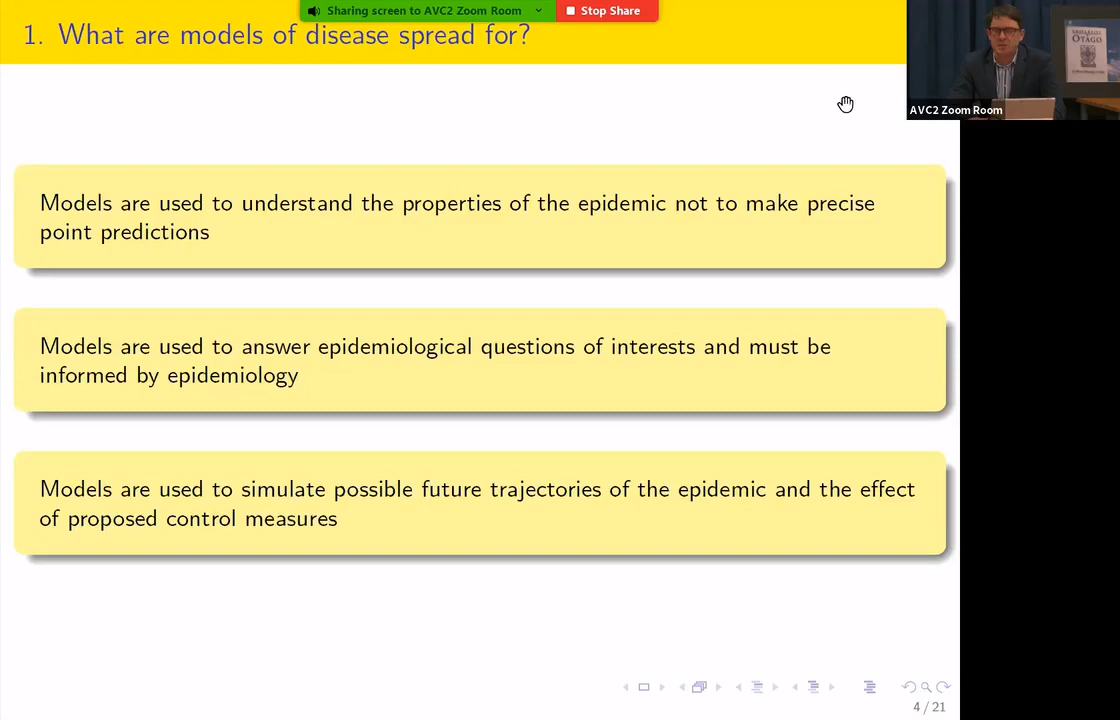 Sharing screen to AVC2 Zoom Room
Stop Share
1. What are models of disease spread for?
OTAGO
AVC2 Zoom Room
Models are used to understand the properties of the epidemic not to make precise
point predictions
Models are used to answer epidemiological questions of interests and must be
informed by epidemiology
Models are used to simulate possible future trajectories of the epidemic and the effect
of proposed control measures
4 / 21